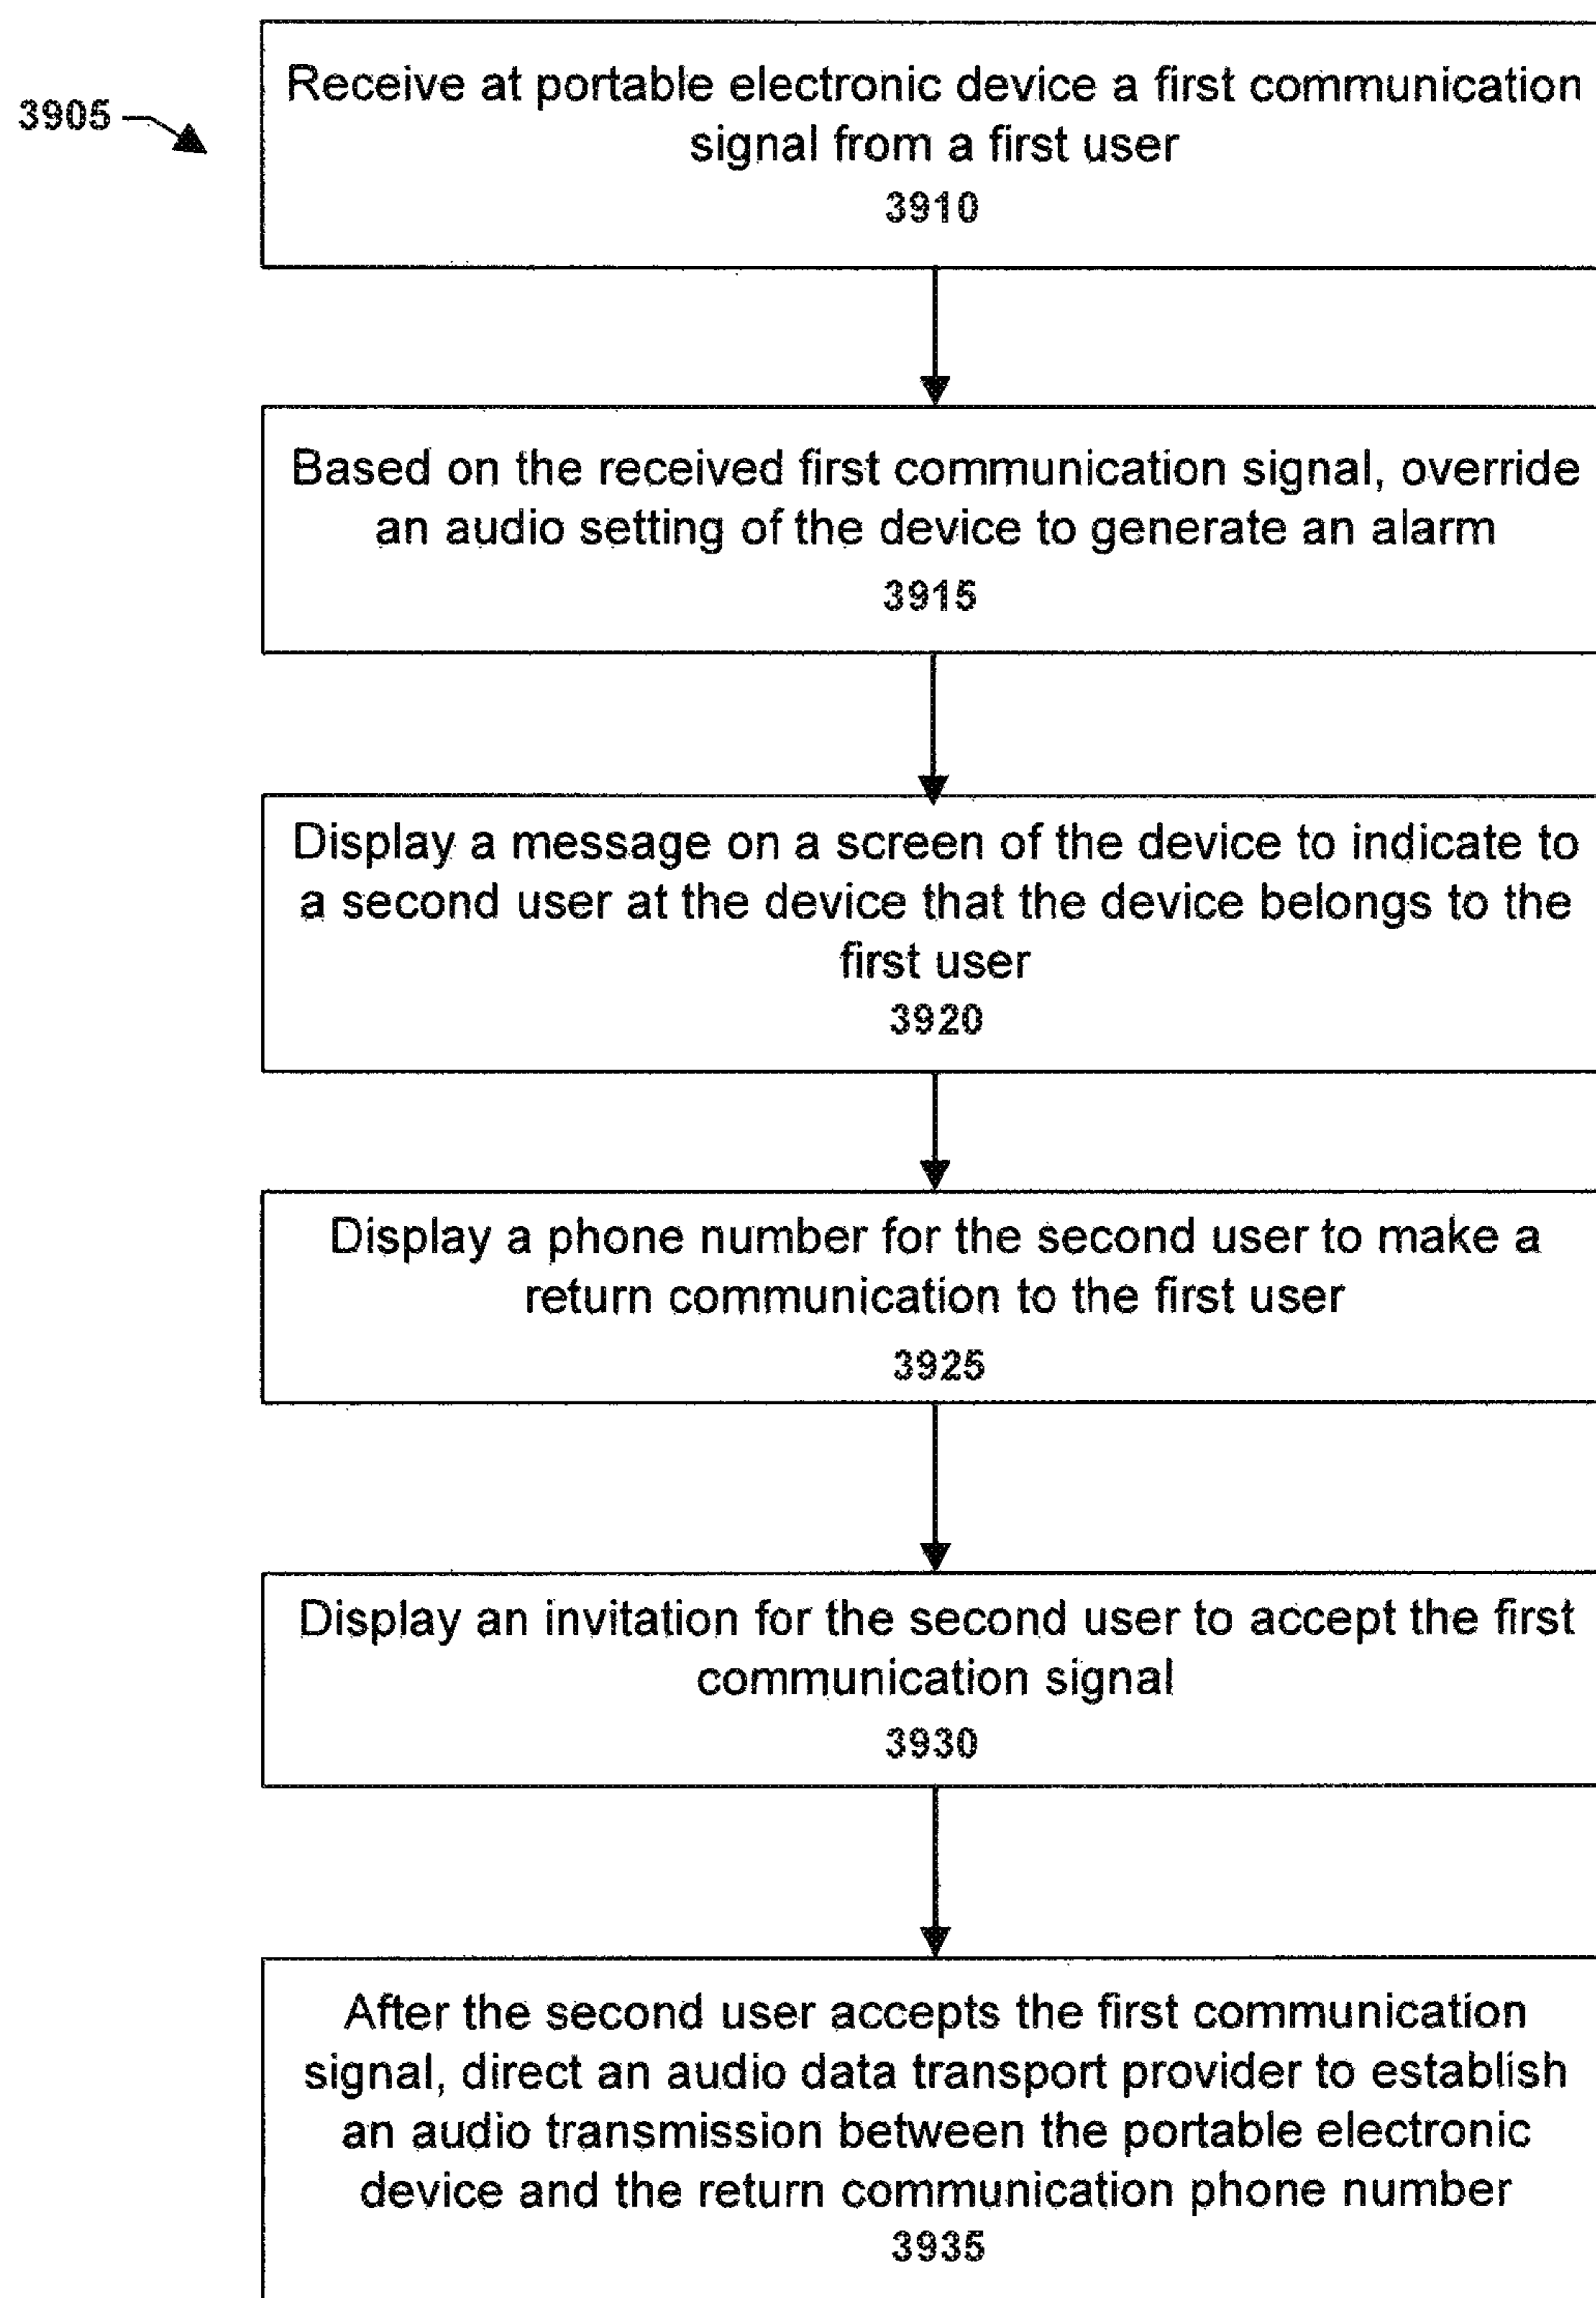 3905
Receive at portable electronic device a first communication
signal from a first user
3910
Based on the received first communication signal, override
an audio setting of the device to generate an alarm
3915
Display a message on a screen of the device to indicate to
a second user at the device that the device belongs to the
first user
3920
Display a phone number for the second user to make a
return communication to the first user
3925
Display an invitation for the second user to accept the first
communication signal
3930
After the second user accepts the first communication
signal, direct an audio data transport provider to establish
an audio transmission between the portable electronic
device and the return communication phone number
3935